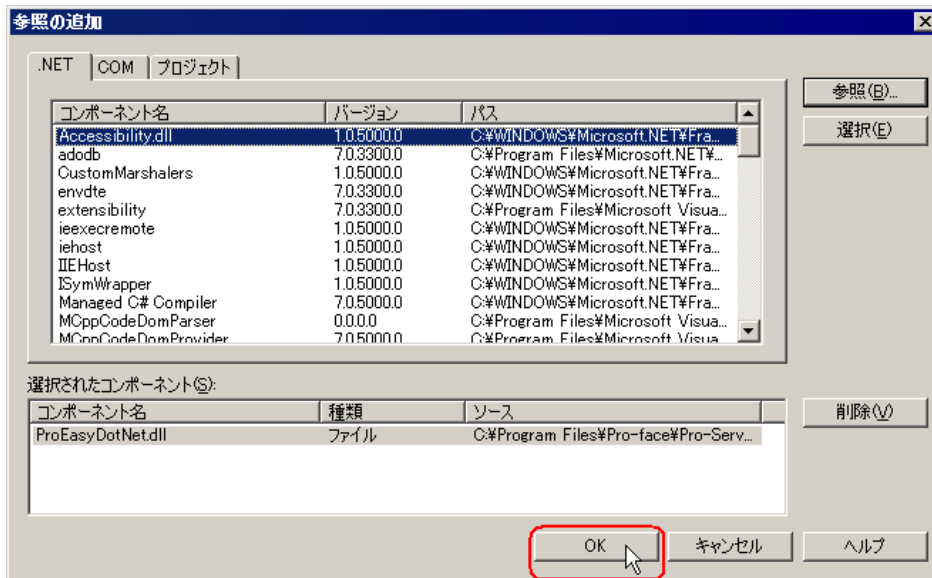 参照の追加
.NET COM プロジェクト
参照(B)...
選択(E)
コンポーネント名 バージョン パス
Accessibility.dll 1.0.5000.0 C:¥WINDOWS¥Microsoft.NET¥Fra...
adodb 7.0.3300.0 C:¥Program Files¥Microsoft.NET¥...
CustomMarshalers 1.0.5000.0 C:¥WINDOWS¥Microsoft.NET¥Fra...
envdte 7.0.3300.0 C:¥WINDOWS¥Microsoft.NET¥Fra...
extensibility 7.0.3300.0 C:¥Program Files¥Microsoft Visua...
ieexecremote 1.0.5000.0 C:¥WINDOWS¥Microsoft.NET¥Fra...
iehost 1.0.5000.0 C:¥WINDOWS¥Microsoft.NET¥Fra...
IIEHost 1.0.5000.0 C:¥WINDOWS¥Microsoft.NET¥Fra...
ISymWrapper 1.0.5000.0 C:¥WINDOWS¥Microsoft.NET¥Fra...
Managed C# Compiler 7.0.5000.0 C:¥WINDOWS¥Microsoft.NET¥Fra...
MCppCodeDomParser 0.0.0.0 C:¥Program Files¥Microsoft Visua...
MCppCodeDomProvider 7.0.5000.0 C:¥Program Files¥Microsoft Visua...
選択されたコンポーネント(S):
コンポーネント名 種類 ソース
ProEasyDotNet.dll ファイル C:¥Program Files¥Pro-face¥Pro-Serv...
削除(V)
OK キャンセル ヘルプ